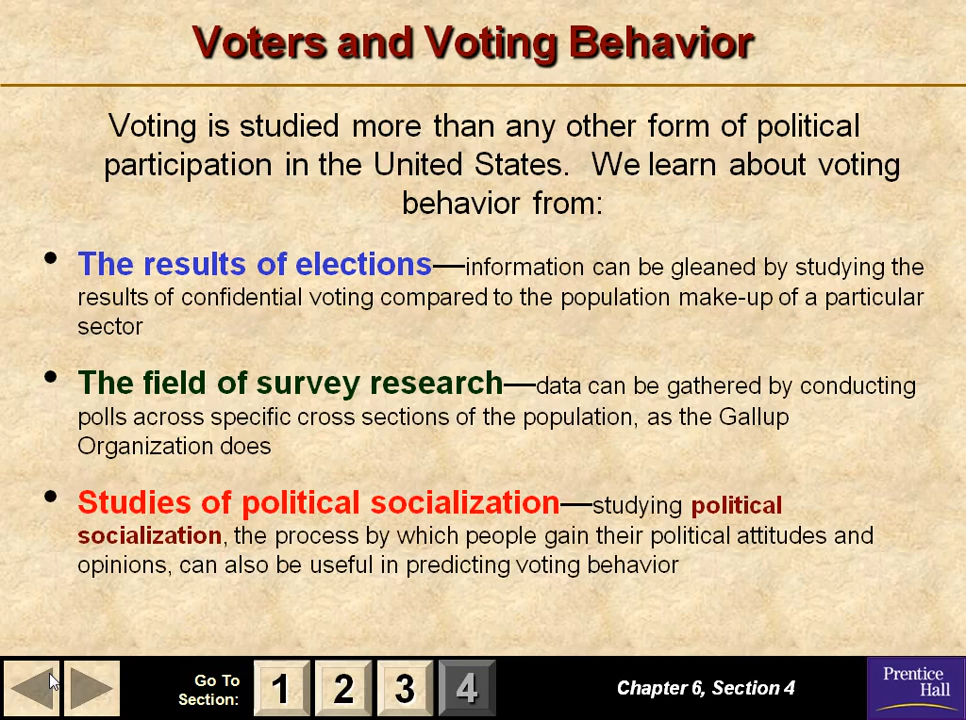 Voters and Voting Behavior
Voting is studied more than any other form of political
participation in the United States. We learn about voting
behavior from:
• The results of elections—information can be gleaned by studying the
results of confidential voting compared to the population make-up of a particular
sector
• The field of survey research—data can be gathered by conducting
polls across specific cross sections of the population, as the Gallup
Organization does
• Studies of political socialization—studying political
socialization, the process by which people gain their political attitudes and
opinions, can also be useful in predicting voting behavior
Go To
Section:
1 2 3 4
Chapter 6, Section 4
Prentice
Hall